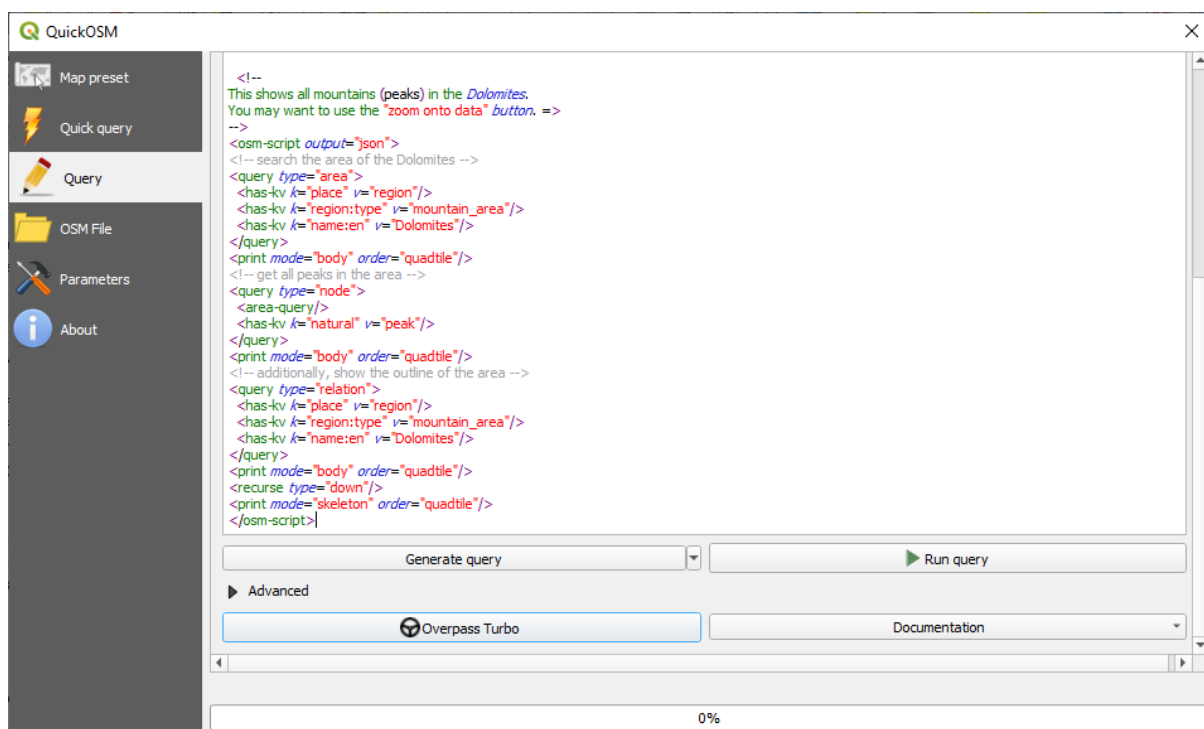 QuickOSM
Map preset
Quick query
Query
OSM File
Parameters
About
<!--
This shows all mountains (peaks) in the Dolomites.
You may want to use the "zoom onto data" button. =>
-->
<osm-script output="json">
<!-- search the area of the Dolomites -->
<query type="area">
<has-kv k="place" v="region"/>
<has-kv k="region:type" v="mountain_area"/>
<has-kv k="name:en" v="Dolomites"/>
</query>
<print mode="body" order="quadtile"/>
<!-- get all peaks in the area -->
<query type="node">
<area-query/>
<has-kv k="natural" v="peak"/>
</query>
<print mode="body" order="quadtile"/>
<!-- additionally, show the outline of the area -->
<query type="relation">
<has-kv k="place" v="region"/>
<has-kv k="region:type" v="mountain_area"/>
<has-kv k="name:en" v="Dolomites"/>
</query>
<print mode="body" order="quadtile"/>
<recurse type="down"/>
<print mode="skeleton" order="quadtile"/>
</osm-script>
Generate query
Run query
Advanced
Overpass Turbo
Documentation
0%